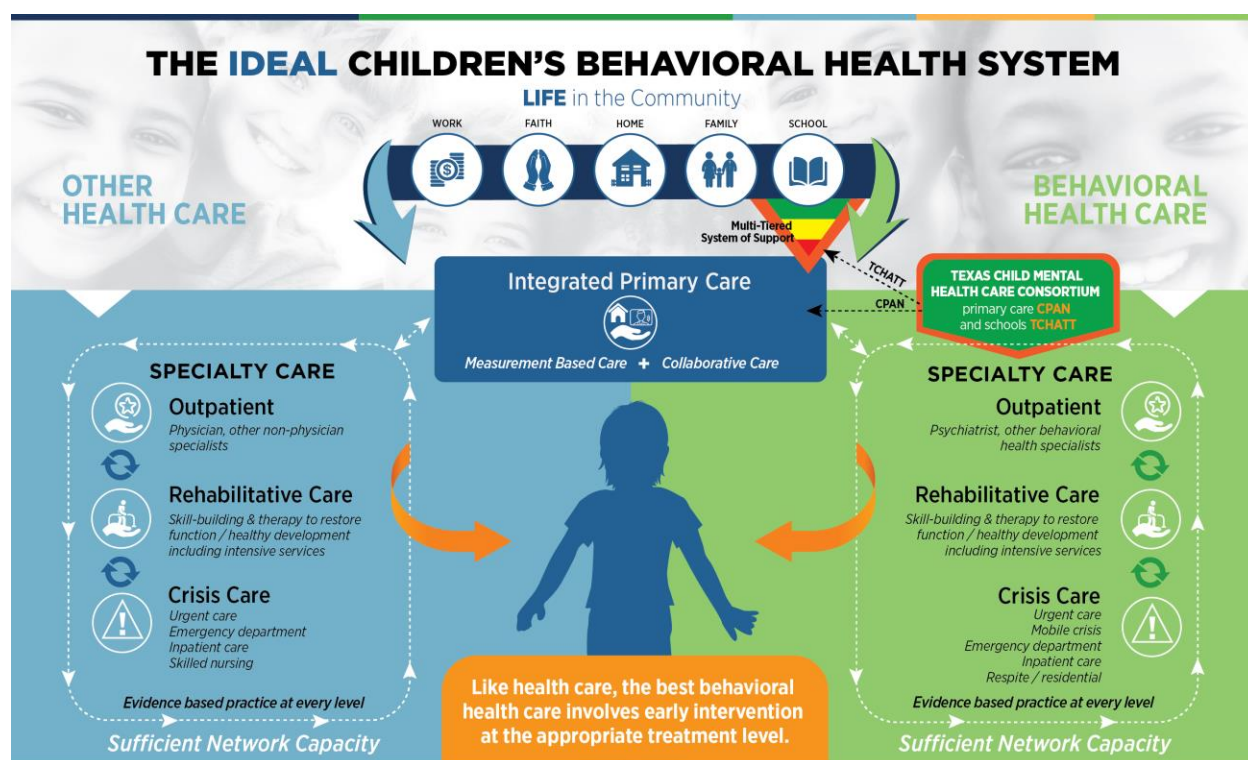 THE IDEAL CHILDREN'S BEHAVIORAL HEALTH SYSTEM
LIFE in the Community
WORK
FAITH
HOME
FAMILY
SCHOOL
OTHER
HEALTH CARE
BEHAVIORAL
HEALTH CARE
Multi-Tiered
System of Support
TCHATT
CPAN
TEXAS CHILD MENTAL
HEALTH CARE CONSORTIUM
primary care CPAN
and schools TCHATT
Integrated Primary Care
Measurement Based Care + Collaborative Care
SPECIALTY CARE
Outpatient
Physician, other non-physician
specialists
Rehabilitative Care
Skill-building & therapy to restore
function / healthy development
including intensive services
Crisis Care
Urgent care
Emergency department
Inpatient care
Skilled nursing
Evidence based practice at every level
Sufficient Network Capacity
SPECIALTY CARE
Outpatient
Psychiatrist, other behavioral
health specialists
Rehabilitative Care
Skill-building & therapy to restore
function / healthy development
including intensive services
Crisis Care
Urgent care
Mobile crisis
Emergency department
Inpatient care
Respite / residential
Evidence based practice at every level
Sufficient Network Capacity
Like health care, the best behavioral
health care involves early intervention
at the appropriate treatment level.